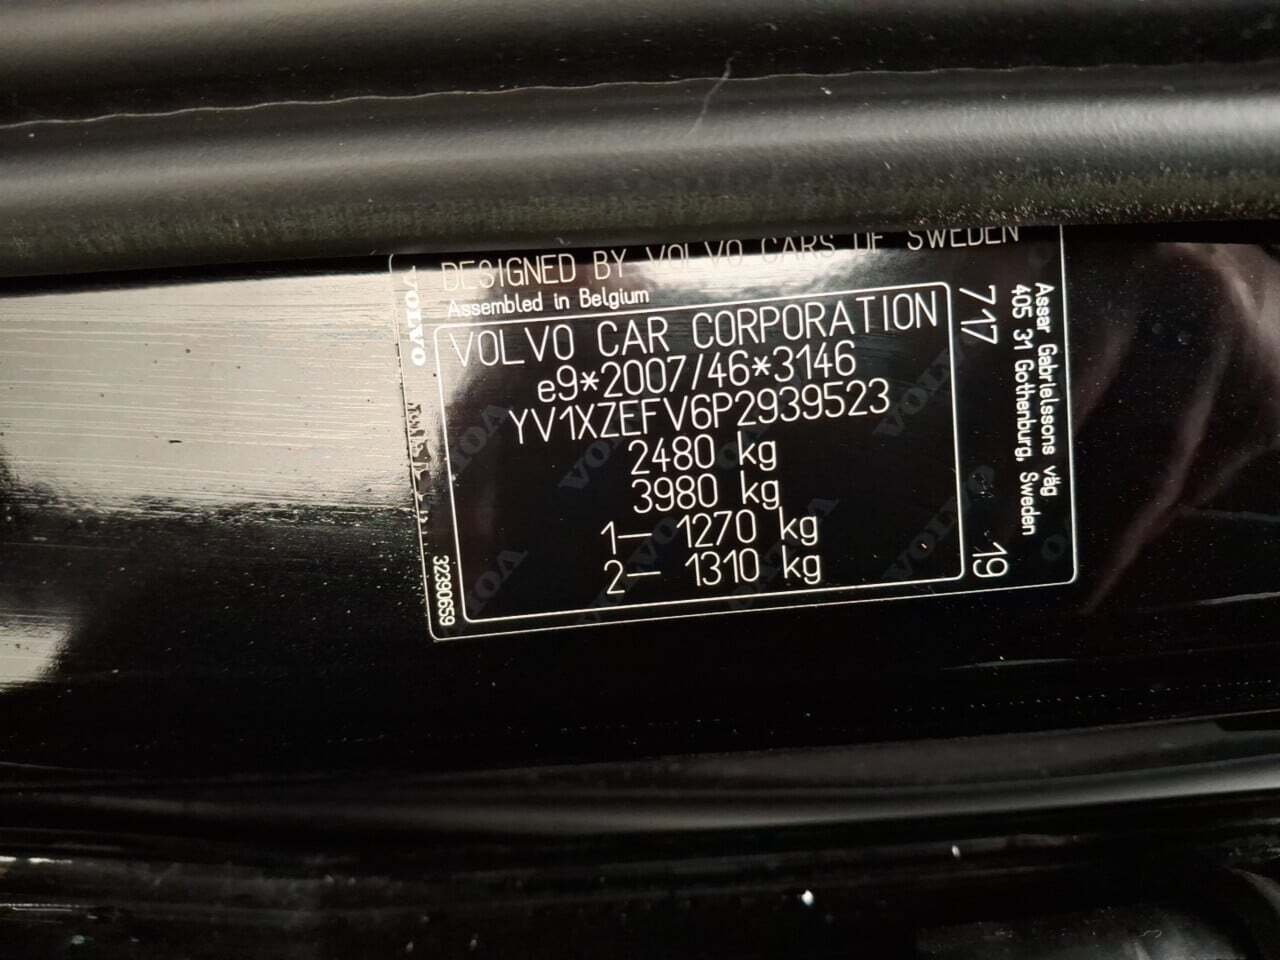 DESIGNED BY VOLVO CARS OF SWEDEN
Assembled in Belgium
VOLVO CAR CORPORATION
e9*2007/46*3146
YV1XZEFV6P2939523
2480 kg
3980 kg
1– 1270 kg
2– 1310 kg
VOLVO
32390659
717
19
Assar Gabrielssons väg
405 31 Gothenburg, Sweden